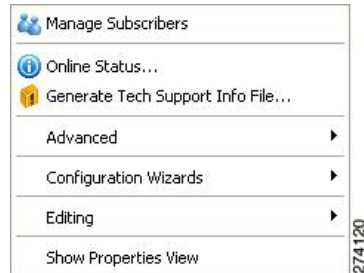 Manage Subscribers
Online Status...
Generate Tech Support Info File...
Advanced
Configuration Wizards
Editing
Show Properties View
274120